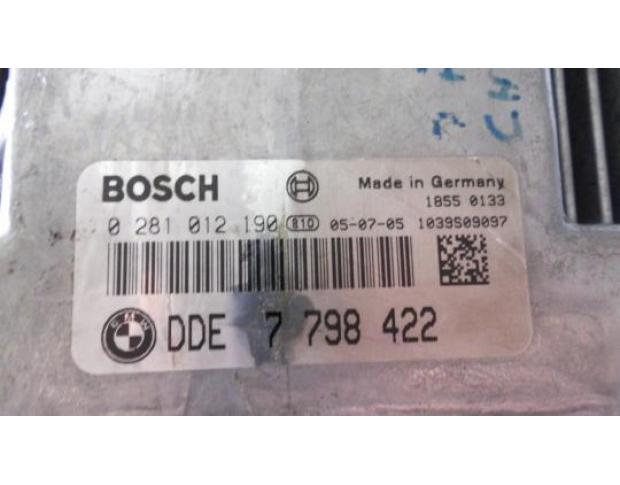 BOSCH
Made in Germany
1855 0133
0 281 012 190 810 05-07-05 1039S09097
BMW DDE 7 798 422